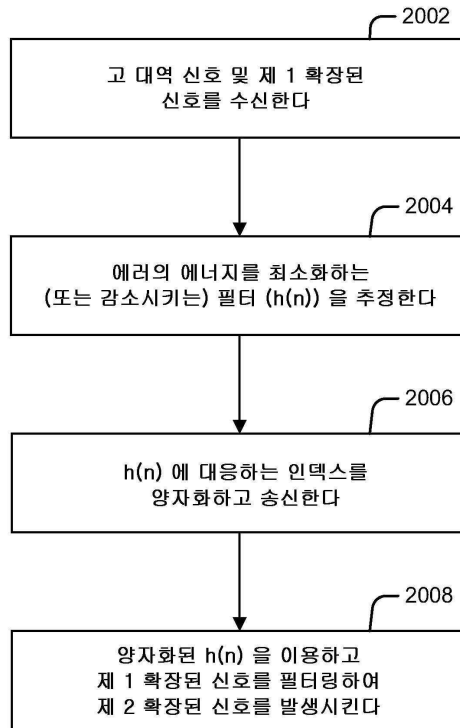 2002
고 대역 신호 및 제 1 확장된
신호를 수신한다
2004
에러의 에너지를 최소화하는
(또는 감소시키는) 필터 (h(n)) 을 추정한다
2006
h(n) 에 대응하는 인덱스를
양자화하고 송신한다
2008
양자화된 h(n) 을 이용하고
제 1 확장된 신호를 필터링하여
제 2 확장된 신호를 발생시킨다